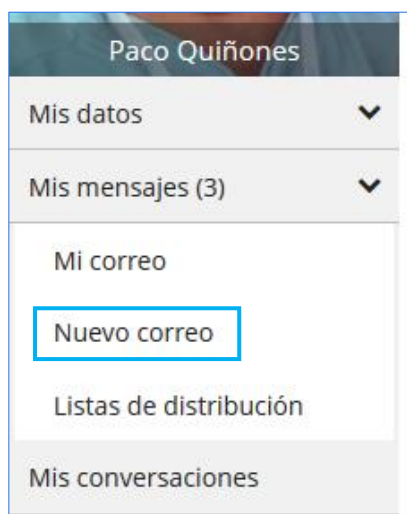 Paco Quiñones
Mis datos
Mis mensajes (3)
Mi correo
Nuevo correo
Listas de distribución
Mis conversaciones